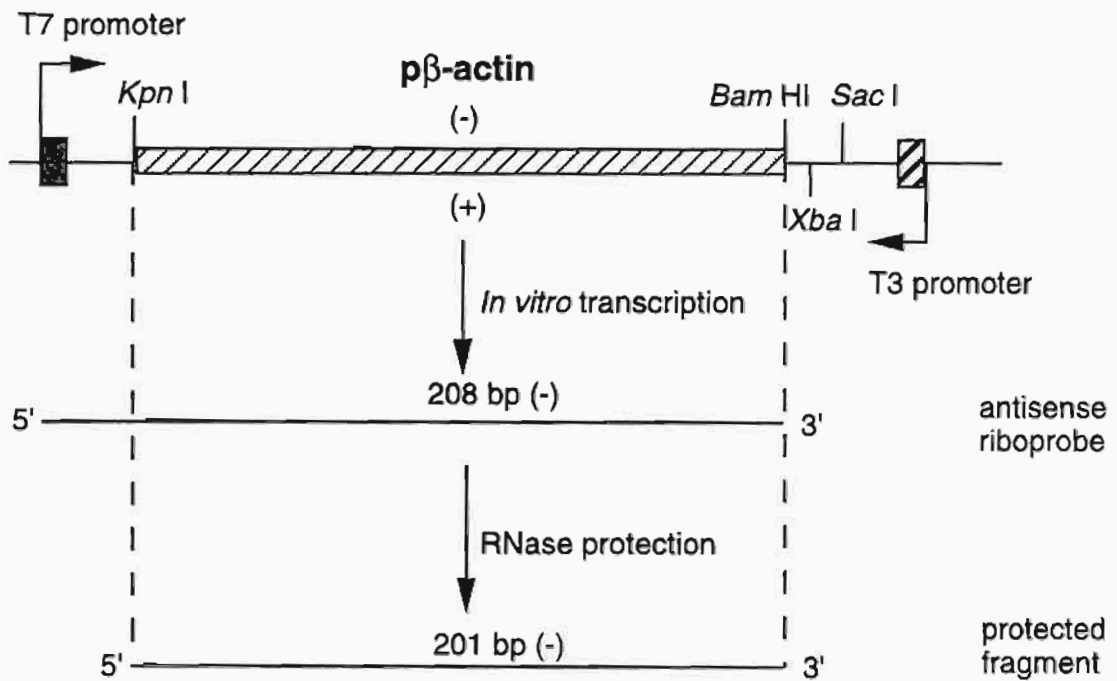 T7 promoter
pβ-actin
Kpn I
(-)
Bam HI
Sac I
(+)
Xba I
T3 promoter
In vitro transcription
208 bp (-)
5'
3'
antisense
riboprobe
RNase protection
201 bp (-)
5'
3'
protected
fragment